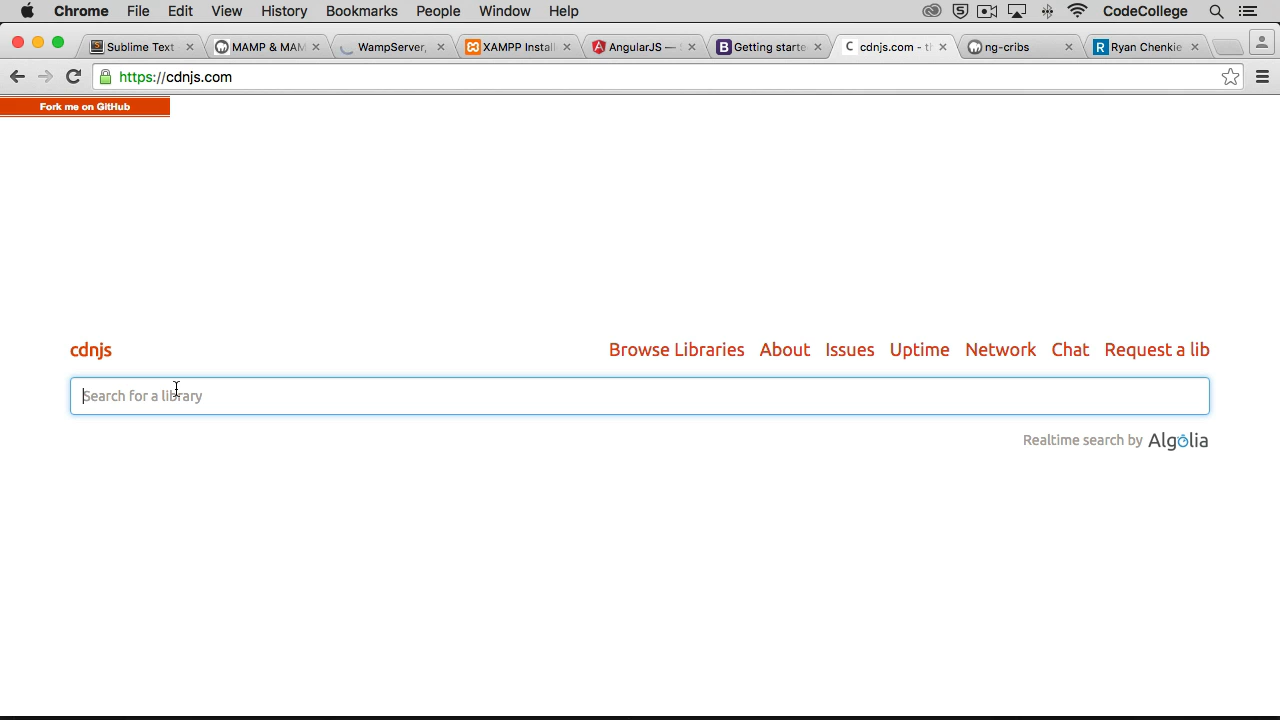 Chrome File Edit View History Bookmarks People Window Help CodeCollege
Sublime Text MAMP & MAM WampServer, XAMPP Install AngularJS — Getting starte cdnjs.com - th ng-cribs Ryan Chenkie
https://cdnjs.com
Fork me on GitHub
cdnjs Browse Libraries About Issues Uptime Network Chat Request a lib
Search for a library
Realtime search by Algolia